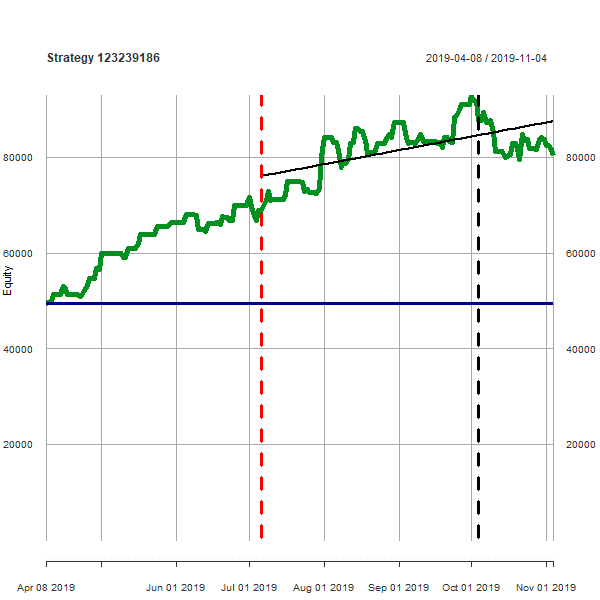 Strategy 123239186
2019-04-08 / 2019-11-04
80000
80000
60000
60000
Equity
40000
40000
20000
20000
Apr 08 2019
Jun 01 2019
Jul 01 2019
Aug 01 2019
Sep 01 2019
Oct 01 2019
Nov 01 2019